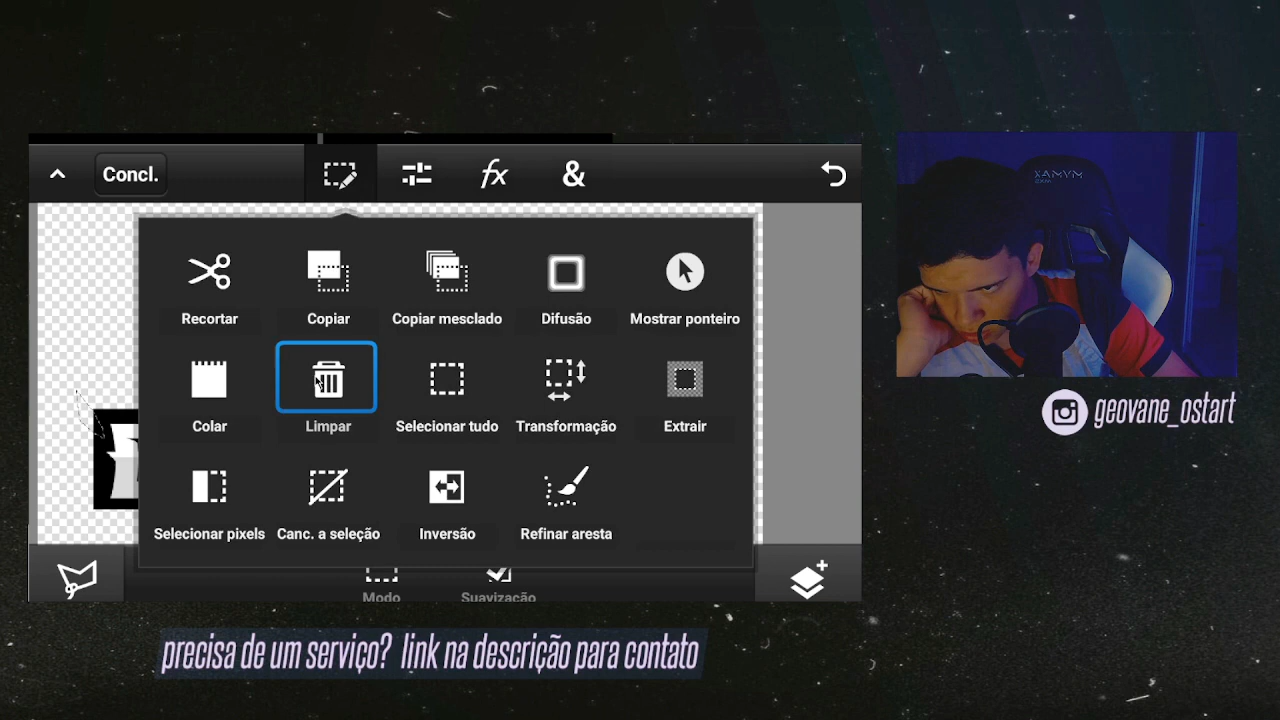 Concl.
fx
&
Recortar
Copiar
Copiar mesclado
Difusão
Mostrar ponteiro
Colar
Limpar
Selecionar tudo
Transformação
Extrair
Selecionar pixels
Canc. a seleção
Inversão
Refinar aresta
Modo
Suavização
XAMVM
geovane_ostart
precisa de um serviço? link na descrição para contato